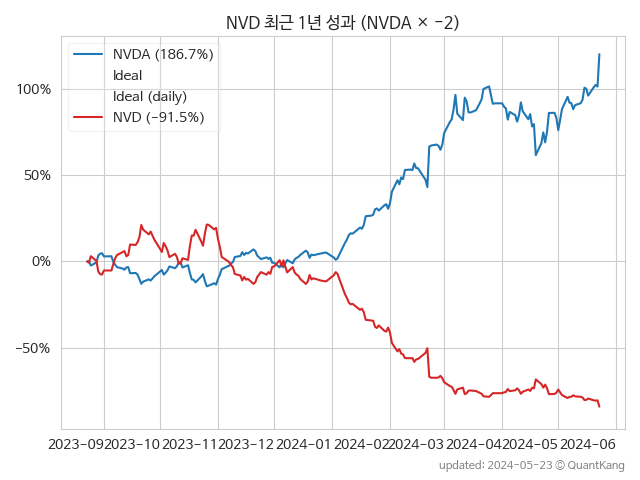 NVD 최근 1년 성과 (NVDA × −2)
NVDA (186.7%)
Ideal
Ideal (daily)
NVD (−91.5%)
100%
50%
0%
−50%
2023−09 2023−10 2023−11 2023−12 2024−01 2024−02 2024−03 2024−04 2024−05 2024−06
updated: 2024-05-23 © QuantKang